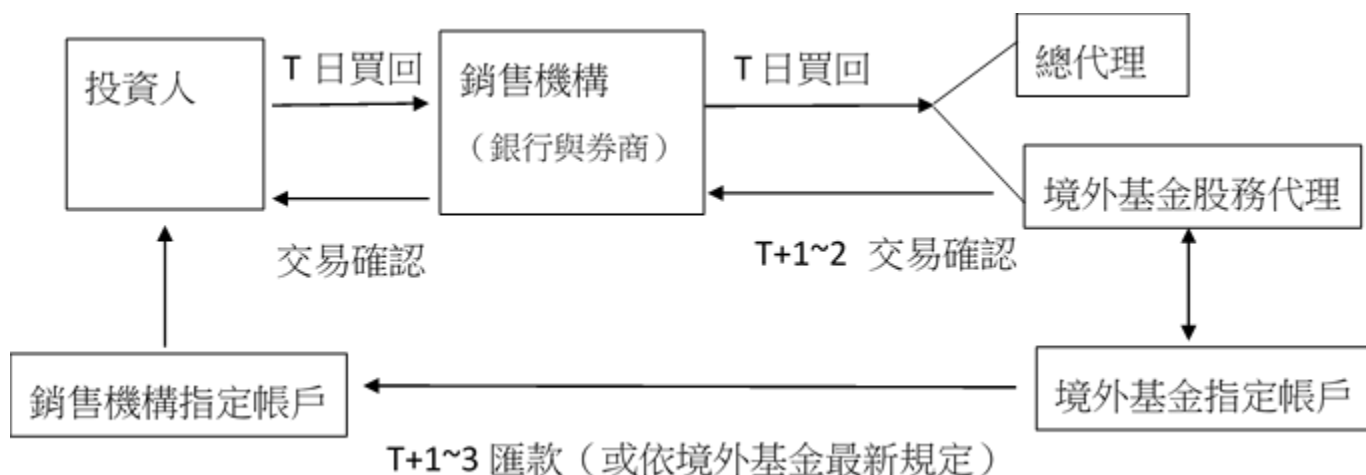 投資人
T 日買回
銷售機構
（銀行與券商）
T 日買回
總代理
境外基金股務代理
交易確認
T+1~2 交易確認
銷售機構指定帳戶
境外基金指定帳戶
T+1~3 匯款（或依境外基金最新規定）